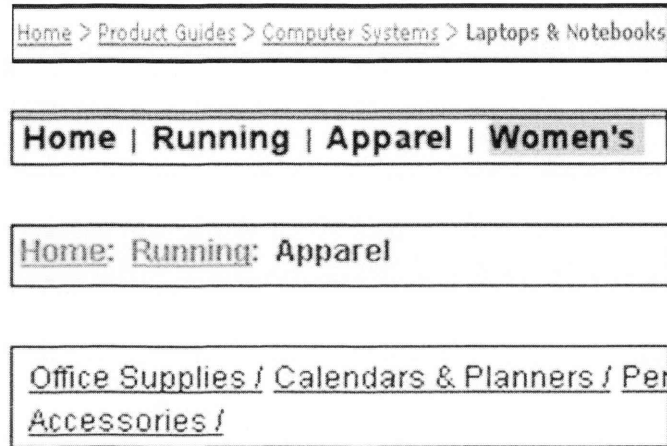 Home > Product Guides > Computer Systems > Laptops & Notebooks
Home | Running | Apparel | Women's
Home: Running: Apparel
Office Supplies / Calendars & Planners /
Accessories /